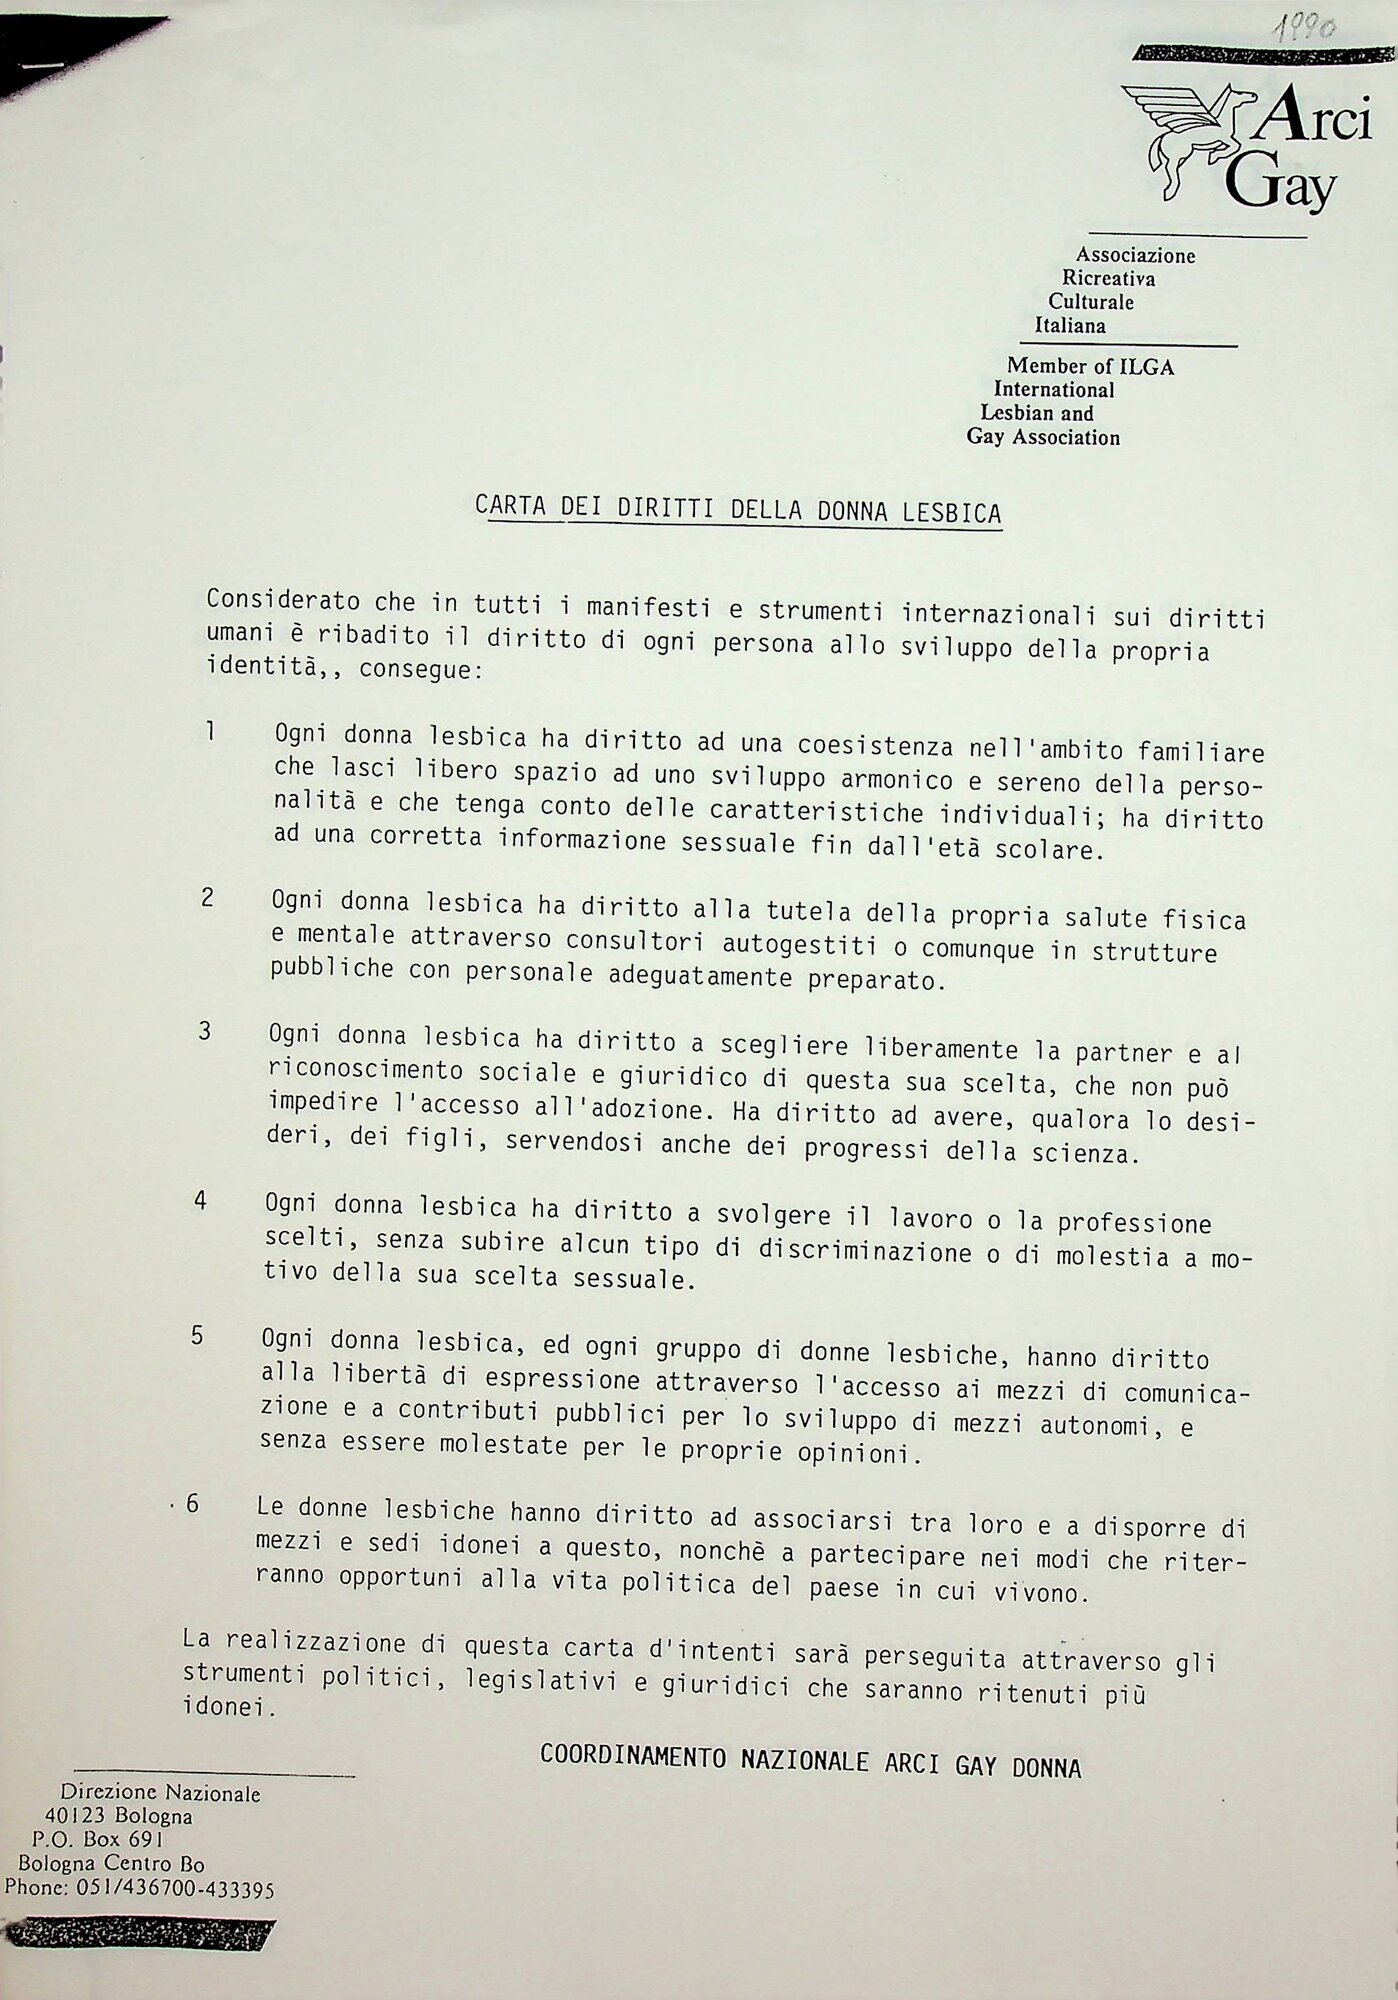 1990
Arci
Gay
Associazione
Ricreativa
Culturale
Italiana
Member of ILGA
International
Lesbian and
Gay Association
CARTA DEI DIRITTI DELLA DONNA LESBICA
Considerato che in tutti i manifesti e strumenti internazionali sui diritti
umani è ribadito il diritto di ogni persona allo sviluppo della propria
identità,, consegue:
1 Ogni donna lesbica ha diritto ad una coesistenza nell'ambito familiare
che lasci libero spazio ad uno sviluppo armonico e sereno della perso-
nalità e che tenga conto delle caratteristiche individuali; ha diritto
ad una corretta informazione sessuale fin dall'età scolare.
2 Ogni donna lesbica ha diritto alla tutela della propria salute fisica
e mentale attraverso consultori autogestiti o comunque in strutture
pubbliche con personale adeguatamente preparato.
3 Ogni donna lesbica ha diritto a scegliere liberamente la partner e al
riconoscimento sociale e giuridico di questa sua scelta, che non può
impedire l'accesso all'adozione. Ha diritto ad avere, qualora lo desi-
deri, dei figli, servendosi anche dei progressi della scienza.
4 Ogni donna lesbica ha diritto a svolgere il lavoro o la professione
scelti, senza subire alcun tipo di discriminazione o di molestia a mo-
tivo della sua scelta sessuale.
5 Ogni donna lesbica, ed ogni gruppo di donne lesbiche, hanno diritto
alla libertà di espressione attraverso l'accesso ai mezzi di comunica-
zione e a contributi pubblici per lo sviluppo di mezzi autonomi, e
senza essere molestate per le proprie opinioni.
6 Le donne lesbiche hanno diritto ad associarsi tra loro e a disporre di
mezzi e sedi idonei a questo, nonchè a partecipare nei modi che riter-
ranno opportuni alla vita politica del paese in cui vivono.
La realizzazione di questa carta d'intenti sarà perseguita attraverso gli
strumenti politici, legislativi e giuridici che saranno ritenuti più
idonei.
COORDINAMENTO NAZIONALE ARCI GAY DONNA
Direzione Nazionale
40123 Bologna
P.O. Box 691
Bologna Centro Bo
Phone: 051/436700-433395